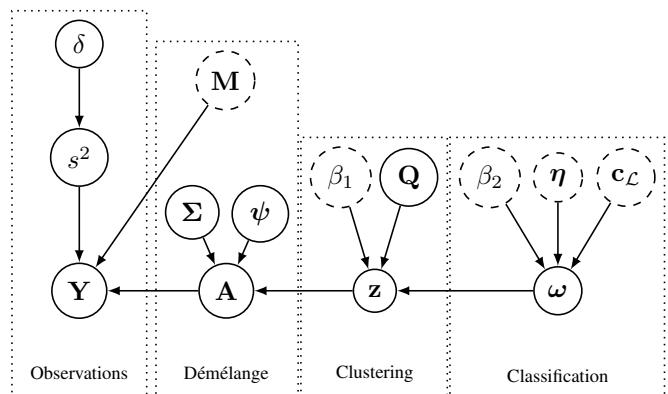 δ
M
s²
β₁
Q
β₂
η
c_𝓛
Σ
ψ
Y
A
z
ω
Observations
Démélange
Clustering
Classification